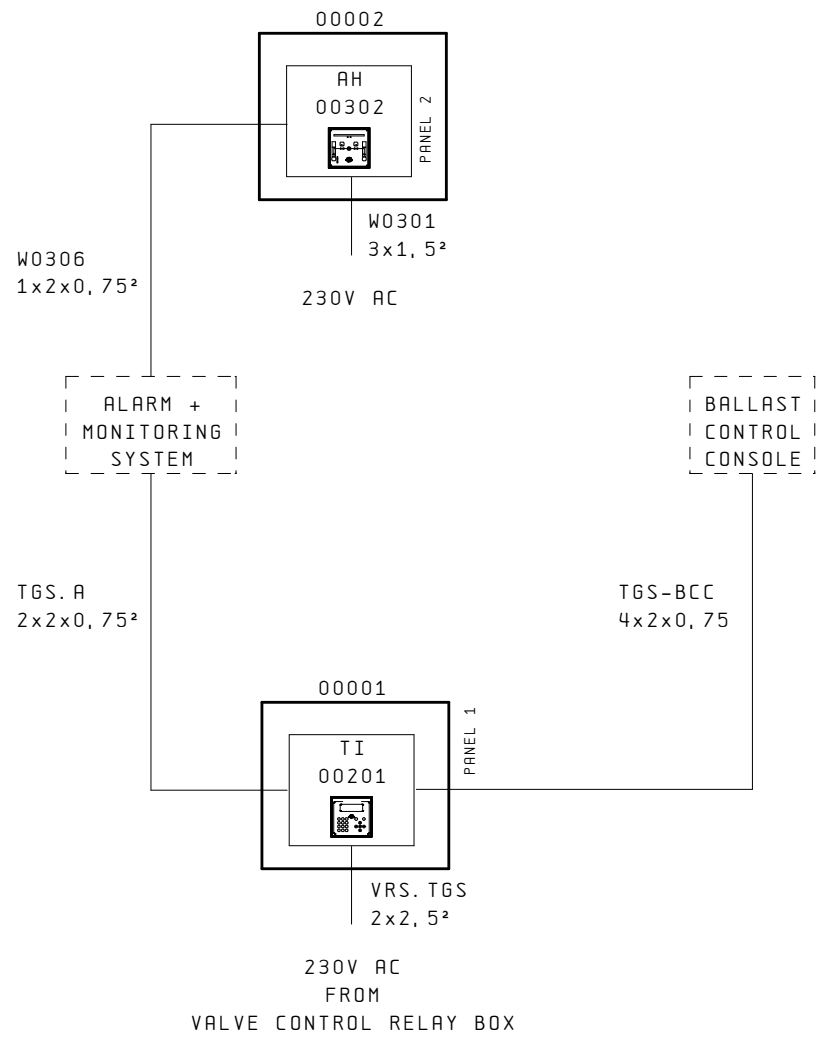 00002
AH
00302
PANEL 2
W0301
3x1,5²
230V AC
W0306
1x2x0,75²
ALARM +
MONITORING
SYSTEM
BALLAST
CONTROL
CONSOLE
TGS.A
2x2x0,75²
TGS-BCC
4x2x0,75
00001
PANEL 1
TI
00201
VRS.TGS
2x2,5²
230V AC
FROM
VALVE CONTROL RELAY BOX